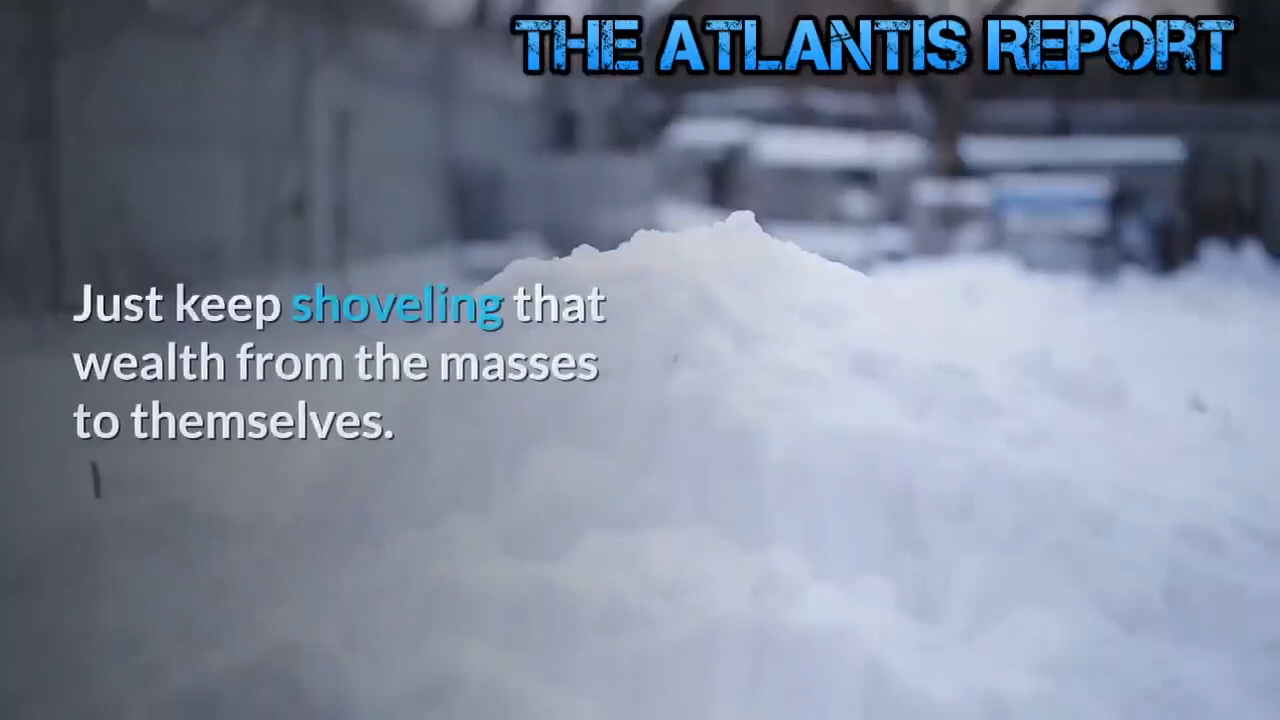 THE ATLANTIS REPORT
Just keep shoveling that
wealth from the masses
to themselves.